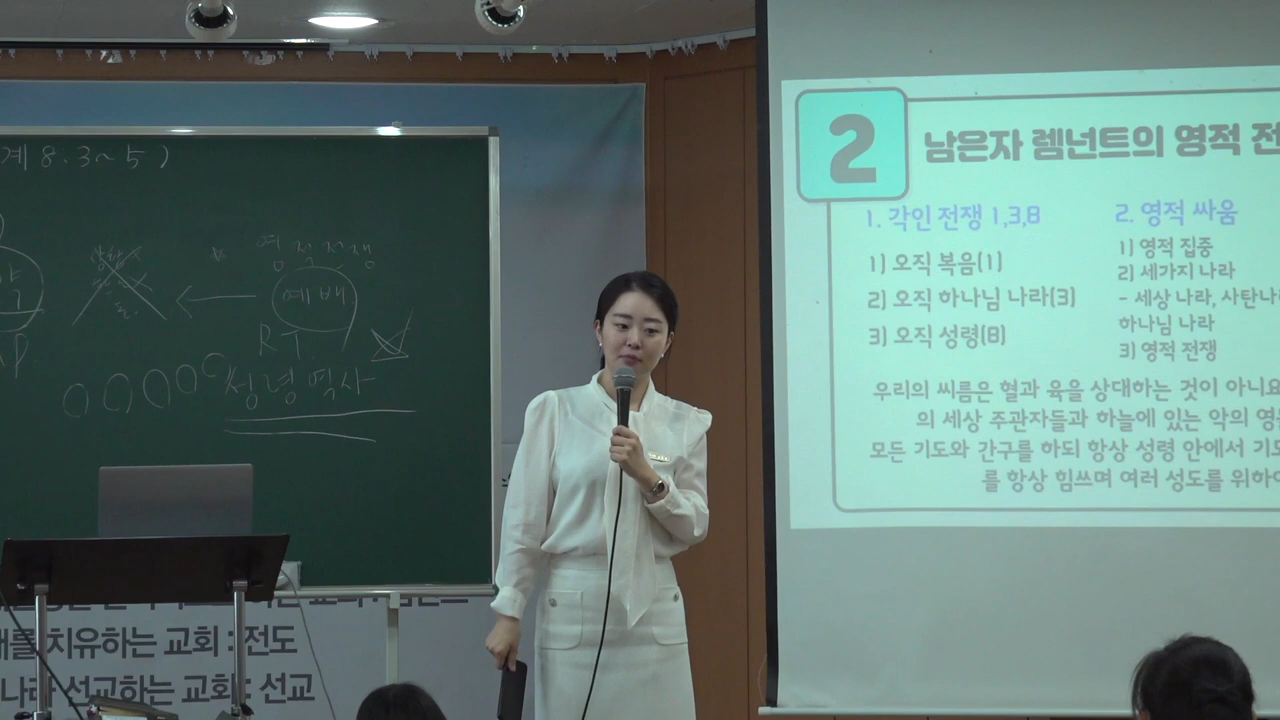 계 8. 3~5 )
영적전쟁
예배
R T.
성령 역사
2
남은자 렘넌트의 영적 전
1. 각인 전쟁 1,3,8
1) 오직 복음(1)
2) 오직 하나님 나라(3)
3) 오직 성령(8)
2. 영적 싸움
1) 영적 집중
2) 세가지 나라
- 세상 나라, 사탄나라
하나님 나라
3) 영적 전쟁
우리의 씨름은 혈과 육을 상대하는 것이 아니요
의 세상 주관자들과 하늘에 있는 악의 영
모든 기도와 간구를 하되 항상 성령 안에서 기도
를 항상 힘쓰며 여러 성도를 위하여
를 치유하는 교회 : 전도
나라 선교하는 교회 : 선교